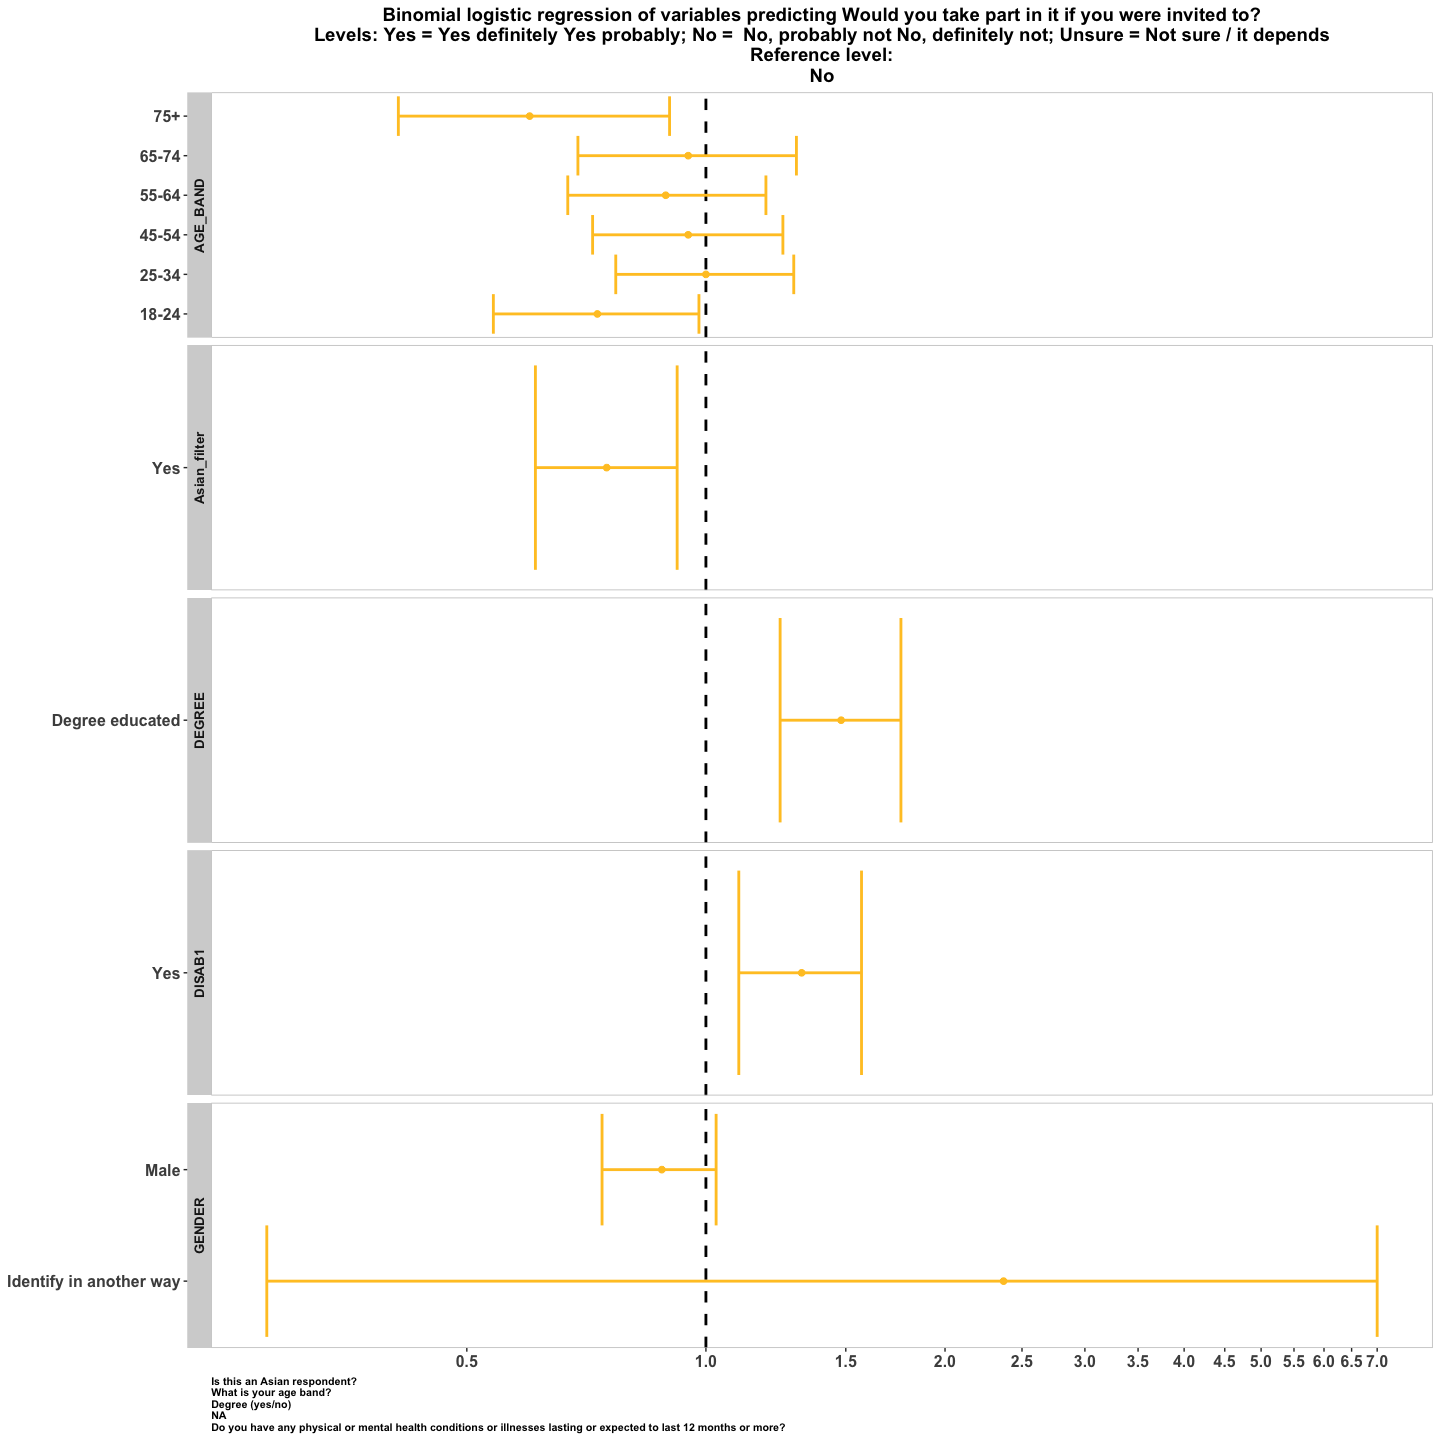 Binomial logistic regression of variables predicting Would you take part in it if you were invited to?
Levels: Yes = Yes definitely Yes probably; No =  No, probably not No, definitely not; Unsure = Not sure / it depends
Reference level:
No
AGE_BAND
75+
65-74
55-64
45-54
25-34
18-24
Asian_filter
Yes
DEGREE
Degree educated
DISAB1
Yes
GENDER
Male
Identify in another way
0.5 1.0 1.5 2.0 2.5 3.0 3.5 4.0 4.5 5.0 5.5 6.0 6.5 7.0
Is this an Asian respondent?
What is your age band?
Degree (yes/no)
NA
Do you have any physical or mental health conditions or illnesses lasting or expected to last 12 months or more?